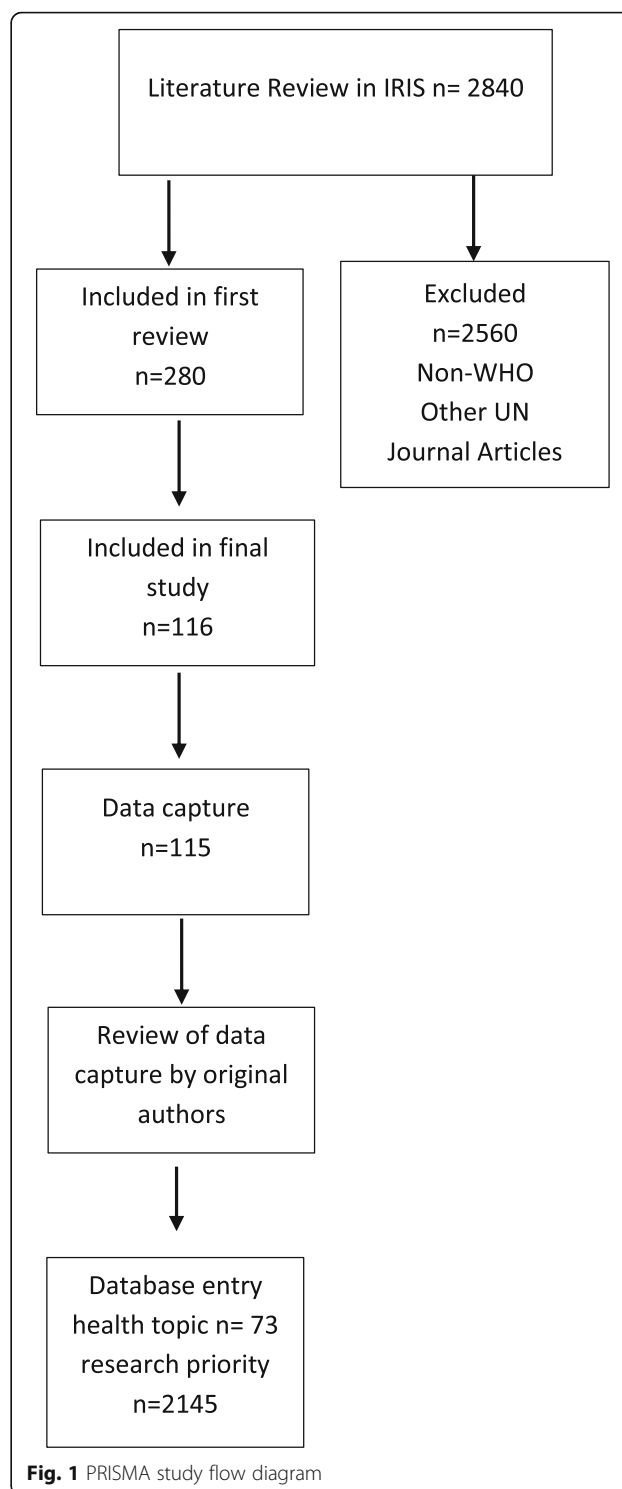 Literature Review in IRIS n= 2840
Included in first
review
n=280
Excluded
n=2560
Non-WHO
Other UN
Journal Articles
Included in final
study
n=116
Data capture
n=115
Review of data
capture by original
authors
Database entry
health topic n= 73
research priority
n=2145
Fig. 1 PRISMA study flow diagram